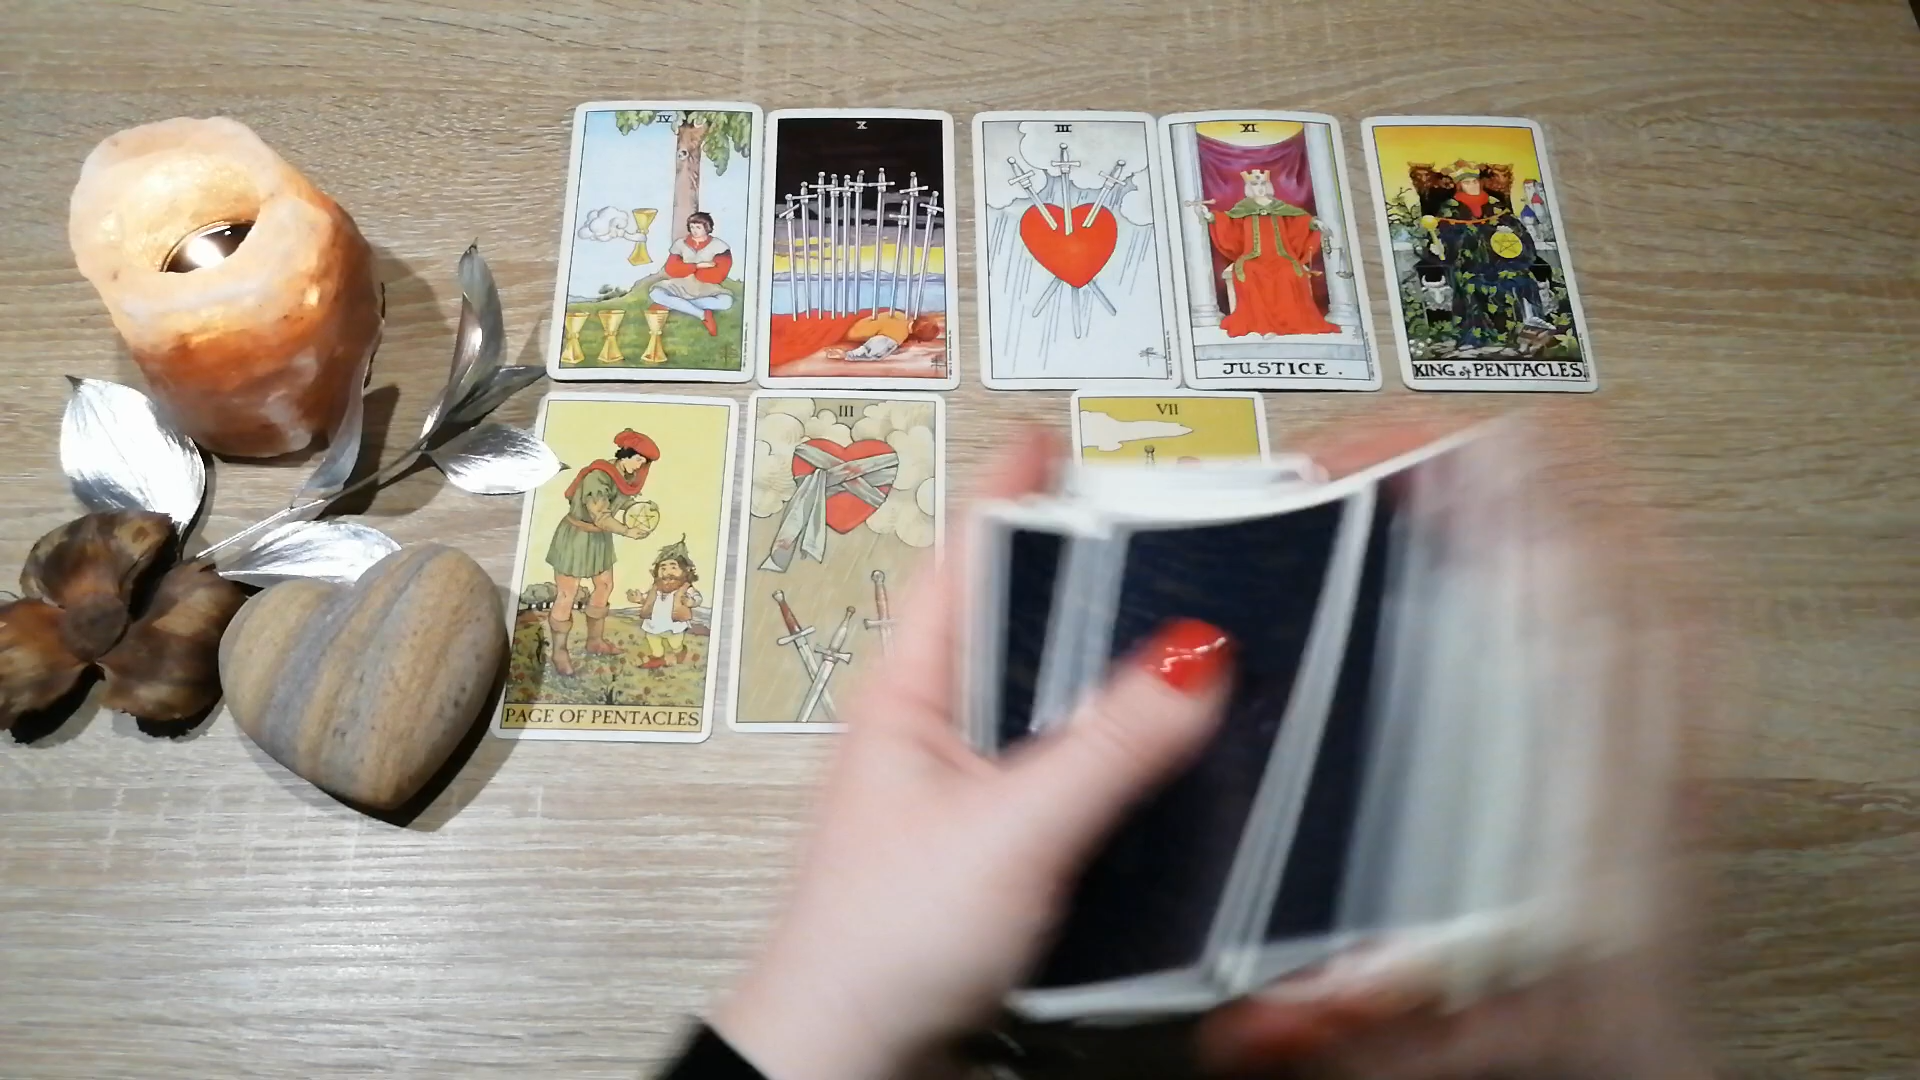 IV
X
III
XI
JUSTICE.
KING of PENTACLES.
III
VII
PAGE OF PENTACLES